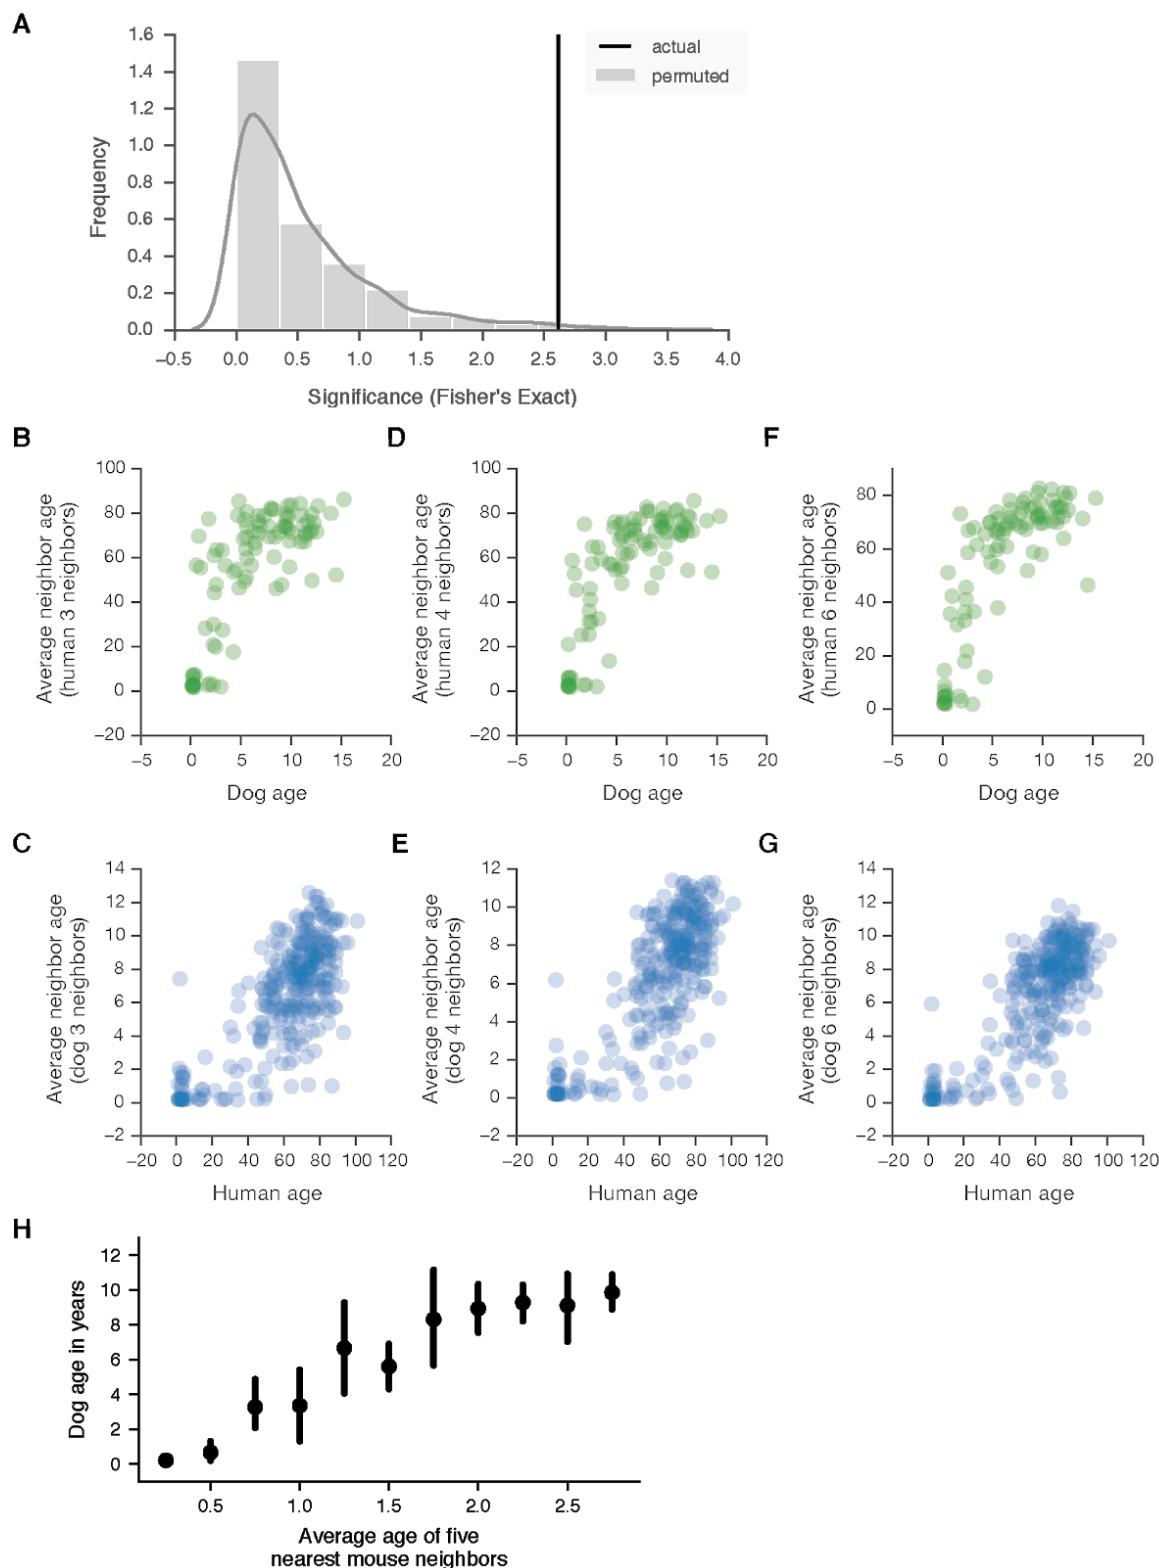 A
1.6
1.4
1.2
1.0
0.8
0.6
0.4
0.2
0.0
Frequency
−0.5 0.0 0.5 1.0 1.5 2.0 2.5 3.0 3.5 4.0
Significance (Fisher's Exact)
actual
permuted
B
100
80
60
40
20
0
−20
Average neighbor age
(human 3 neighbors)
−5 0 5 10 15 20
Dog age
D
100
80
60
40
20
0
−20
Average neighbor age
(human 4 neighbors)
−5 0 5 10 15 20
Dog age
F
80
60
40
20
0
Average neighbor age
(human 6 neighbors)
−5 0 5 10 15 20
Dog age
C
14
12
10
8
6
4
2
0
−2
Average neighbor age
(dog 3 neighbors)
−20 0 20 40 60 80 100 120
Human age
E
12
10
8
6
4
2
0
−2
Average neighbor age
(dog 4 neighbors)
−20 0 20 40 60 80 100 120
Human age
G
14
12
10
8
6
4
2
0
−2
Average neighbor age
(dog 6 neighbors)
−20 0 20 40 60 80 100 120
Human age
H
12
10
8
6
4
2
0
Dog age in years
0.5 1.0 1.5 2.0 2.5
Average age of five
nearest mouse neighbors